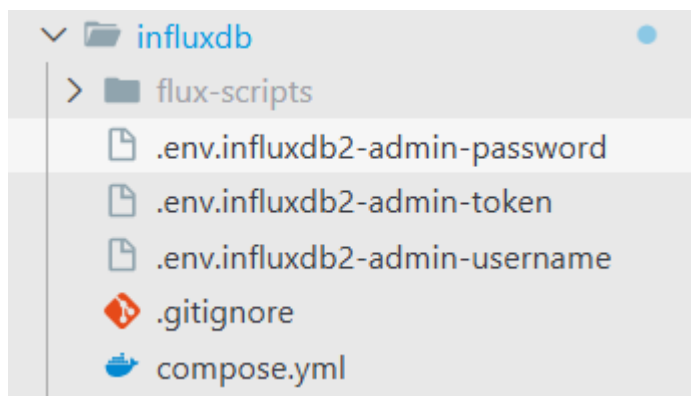 influxdb
flux-scripts
.env.influxdb2-admin-password
.env.influxdb2-admin-token
.env.influxdb2-admin-username
.gitignore
compose.yml